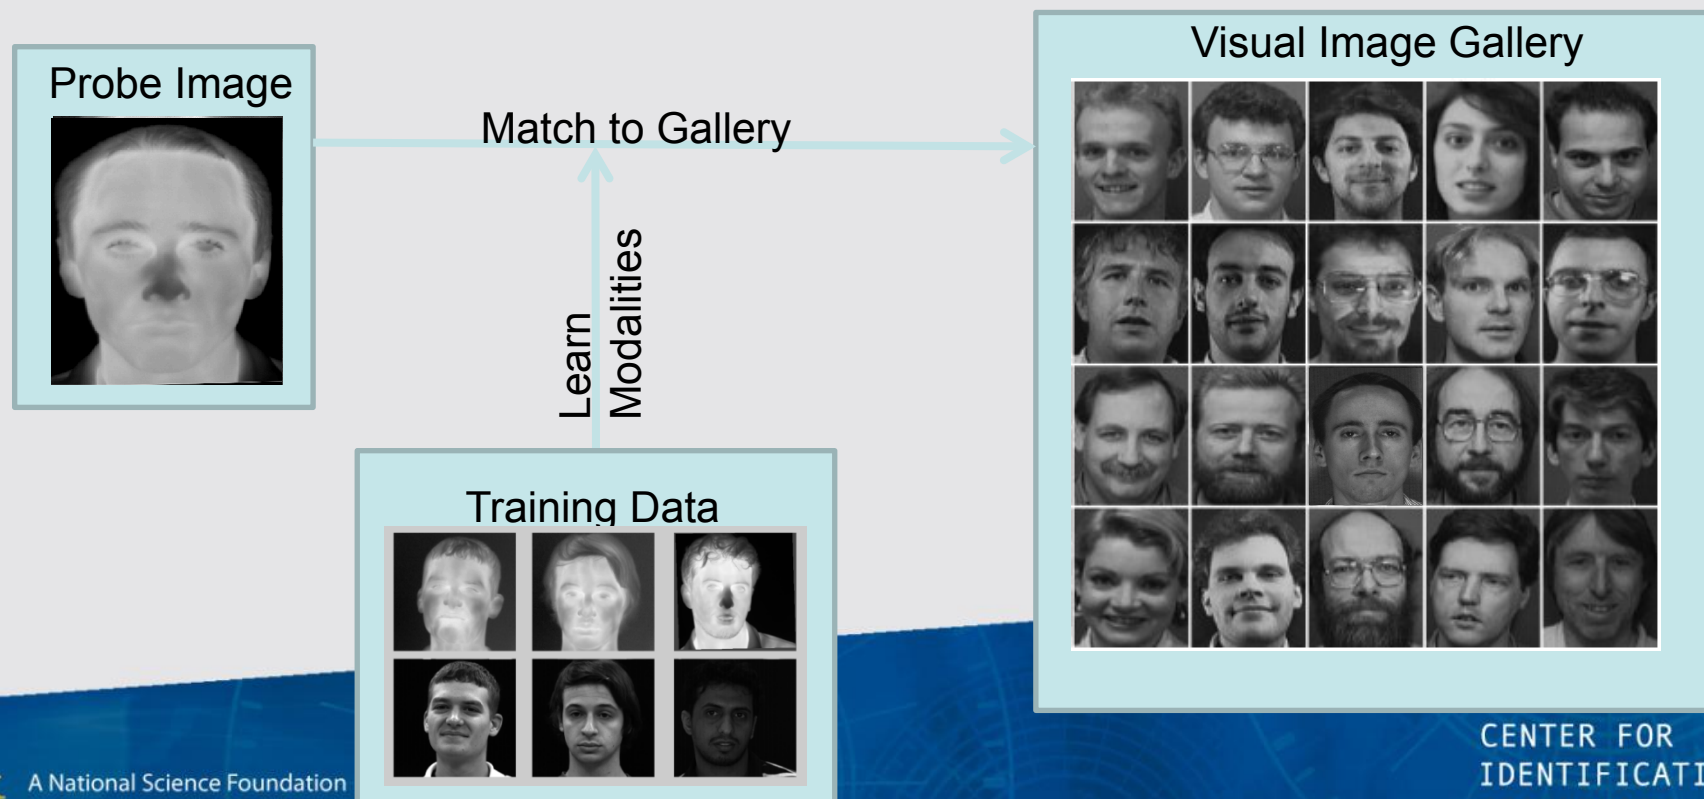 Probe Image
Match to Gallery
Visual Image Gallery
Learn
Modalities
Training Data
A National Science Foundation
CENTER FOR